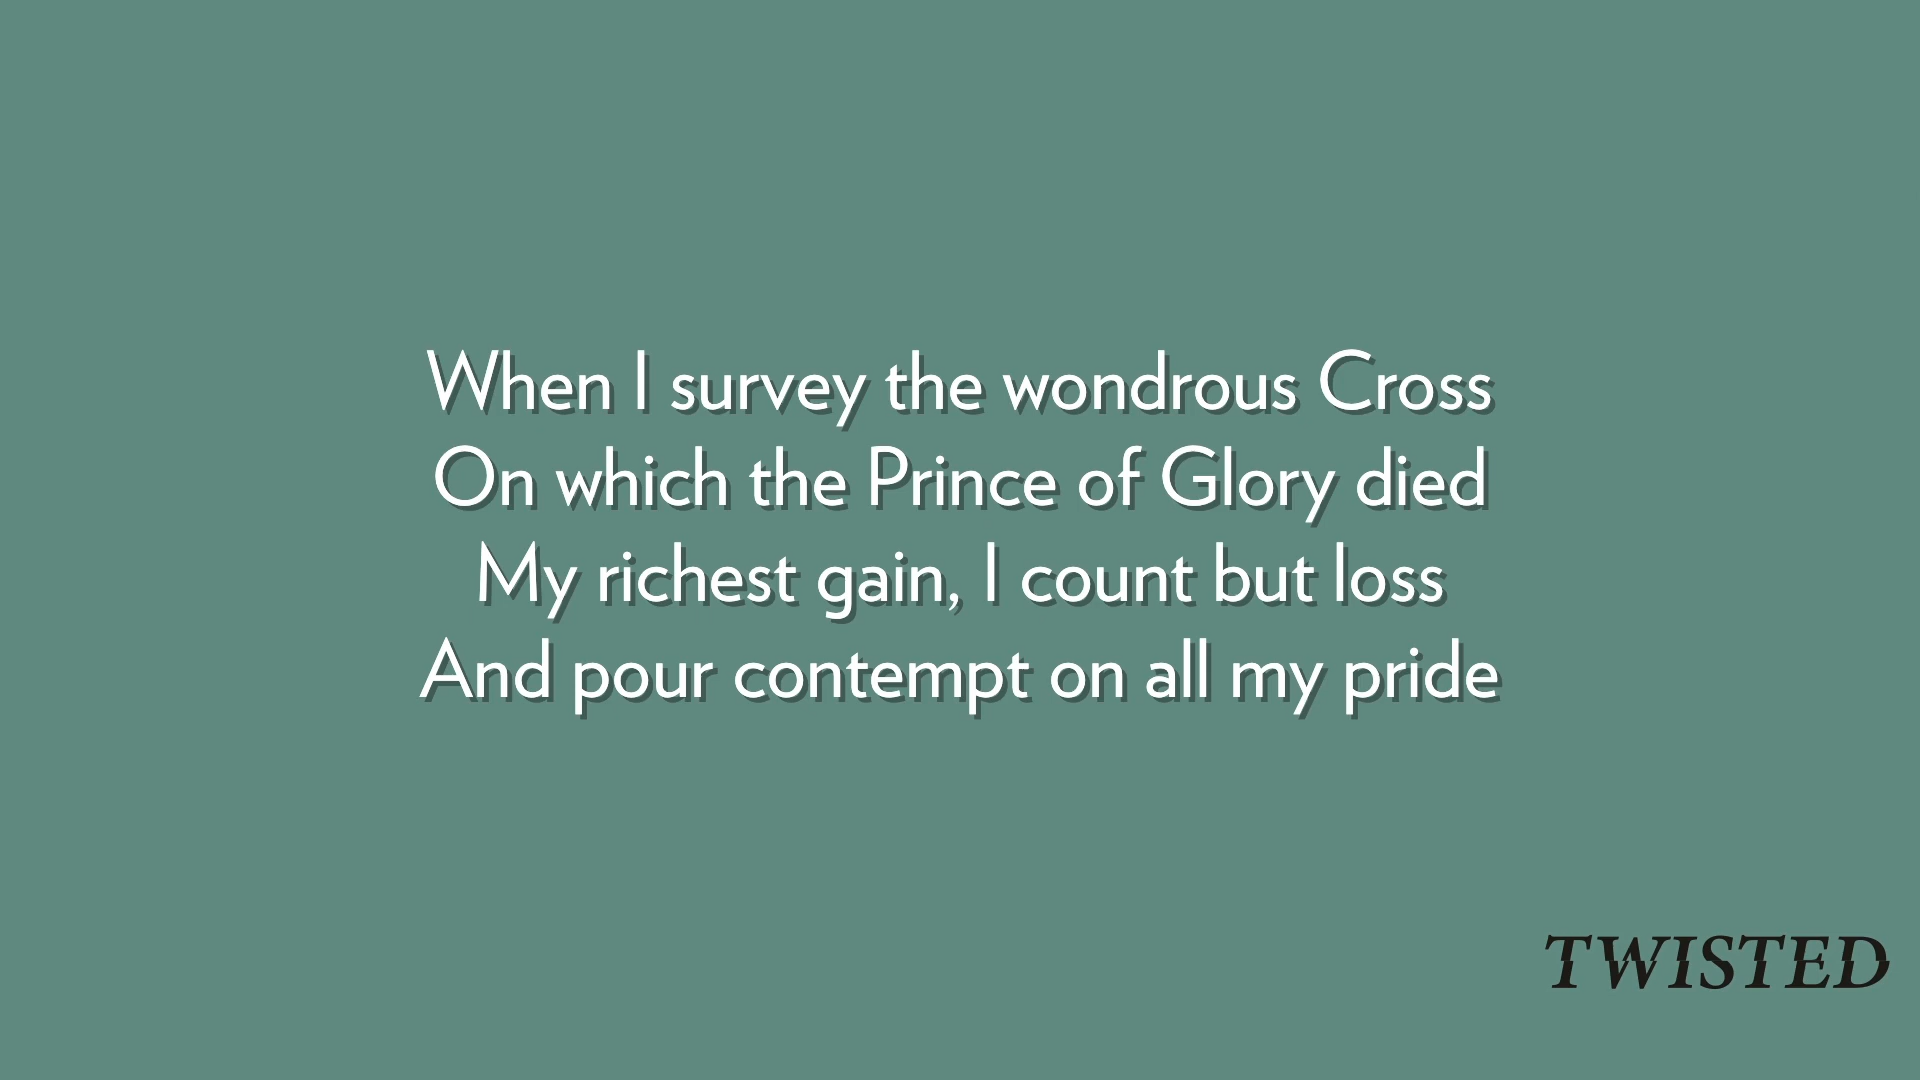 When I survey the wondrous Cross
On which the Prince of Glory died
My richest gain, I count but loss
And pour contempt on all my pride
TWISTED